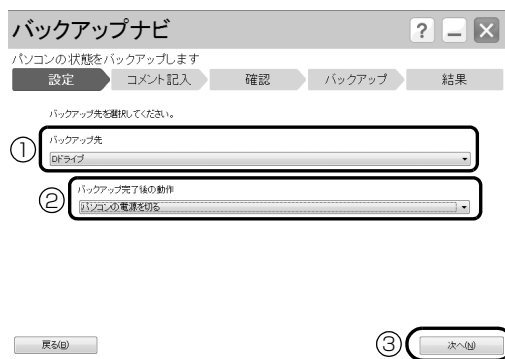 バックアップナビ
? – ×
パソコンの状態をバックアップします
設定 コメント記入 確認 バックアップ 結果
バックアップ先を選択してください。
① バックアップ先
Dドライブ
② バックアップ完了後の動作
パソコンの電源を切る
戻る(B) ③ 次へ(N)